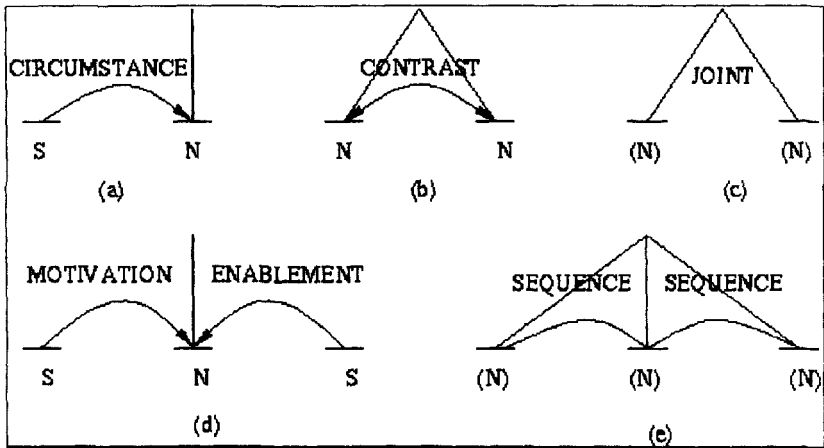 CIRCUMSTANCE
S N
(a)
CONTRAST
N N
(b)
JOINT
(N) (N)
(c)
MOTIVATION ENABLEMENT
S N S
(d)
SEQUENCE SEQUENCE
(N) (N) (N)
(e)